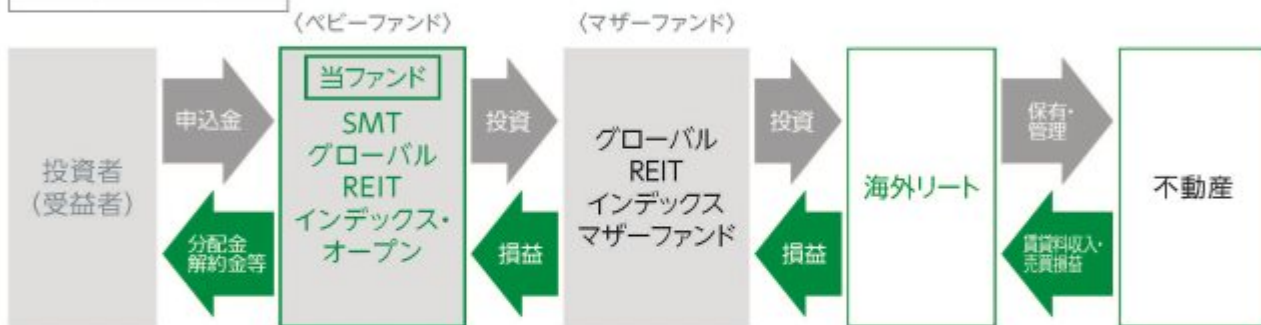 〈ベビーファンド〉
〈マザーファンド〉
投資者
(受益者)
申込金
分配金
解約金等
当ファンド
SMT
グローバル
REIT
インデックス・
オープン
投資
損益
グローバル
REIT
インデックス
マザーファンド
投資
損益
海外リート
保有・
管理
賃貸料収入・
売買損益
不動産